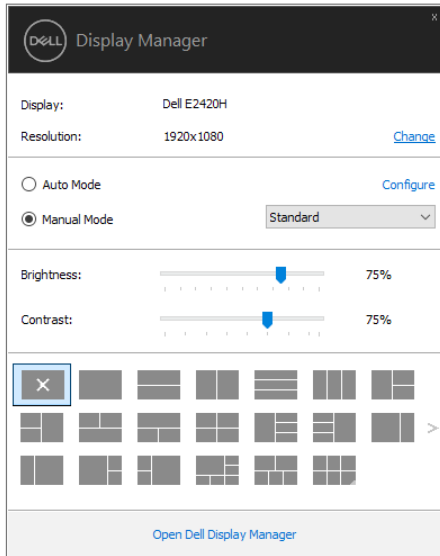 DELL Display Manager
Display: Dell E2420H
Resolution: 1920x1080 Change
Auto Mode Configure
Manual Mode Standard
Brightness: 75%
Contrast: 75%
Open Dell Display Manager